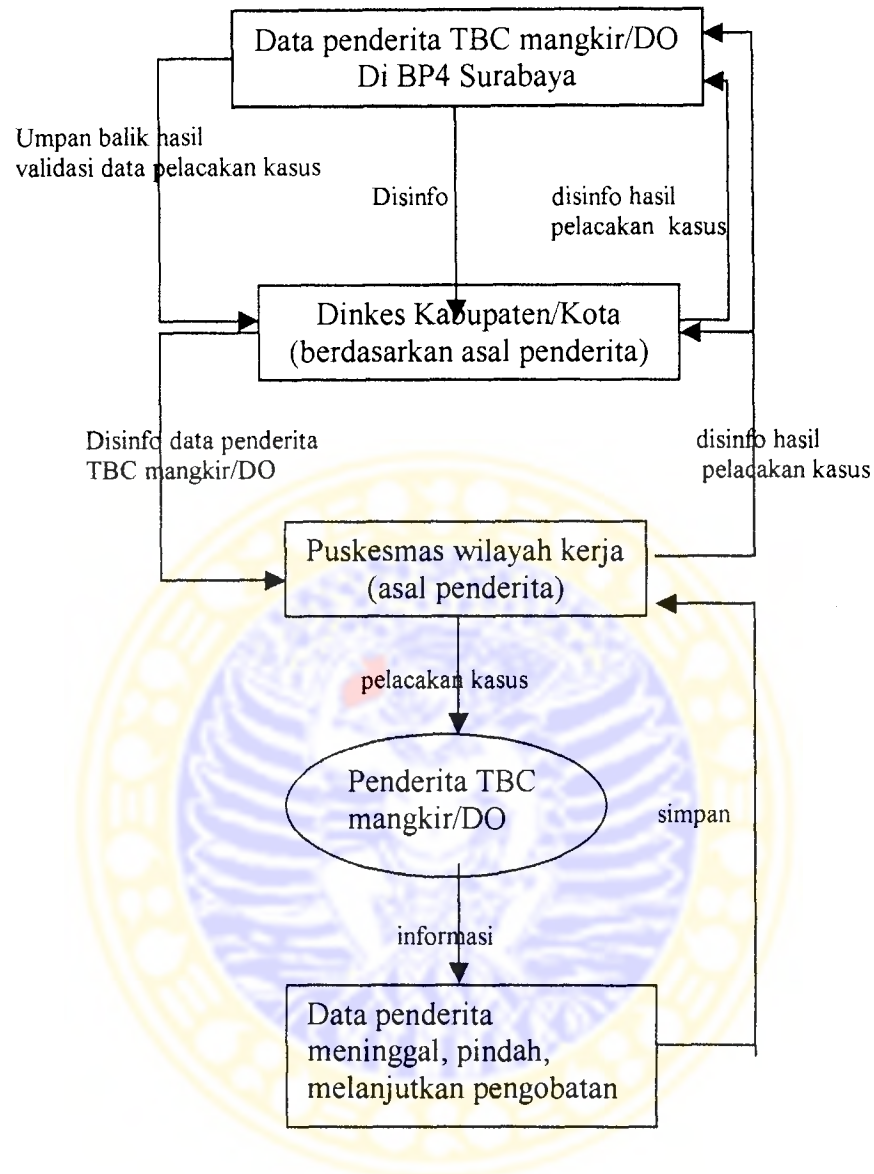 Data penderita TBC mangkir/DO
Di BP4 Surabaya
Umpan balik hasil
validasi data pelacakan kasus
Disinfo
disinfo hasil
pelacakan kasus
Dinkes Kabupaten/Kota
(berdasarkan asal penderita)
Disinfo data penderita
TBC mangkir/DO
disinfo hasil
pelacakan kasus
Puskesmas wilayah kerja
(asal penderita)
pelacakan kasus
Penderita TBC
mangkir/DO
simpan
informasi
Data penderita
meninggal, pindah,
melanjutkan pengobatan